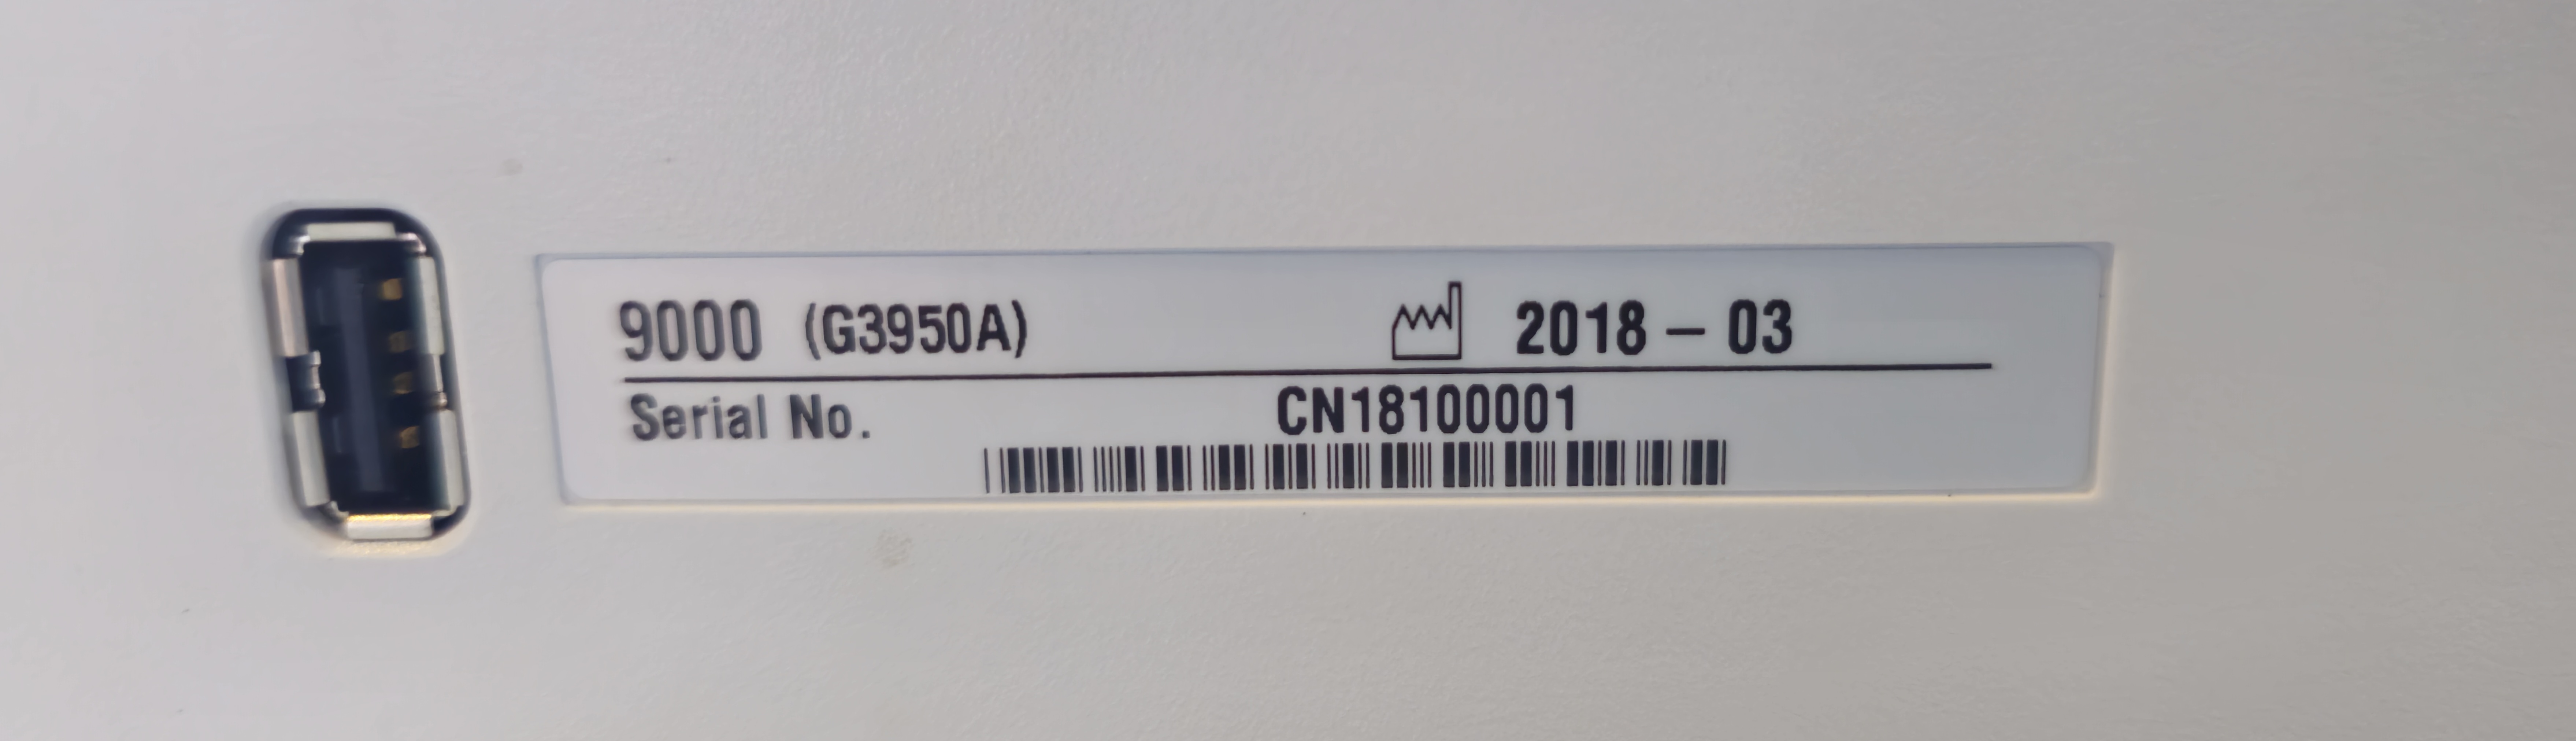 9000 (G3950A) 2018 – 03
Serial No. CN18100001